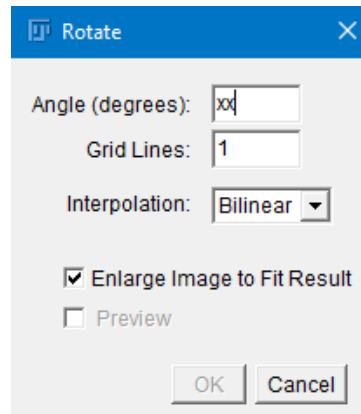 Rotate
Angle (degrees): xx
Grid Lines: 1
Interpolation: Bilinear
Enlarge Image to Fit Result
Preview
OK Cancel